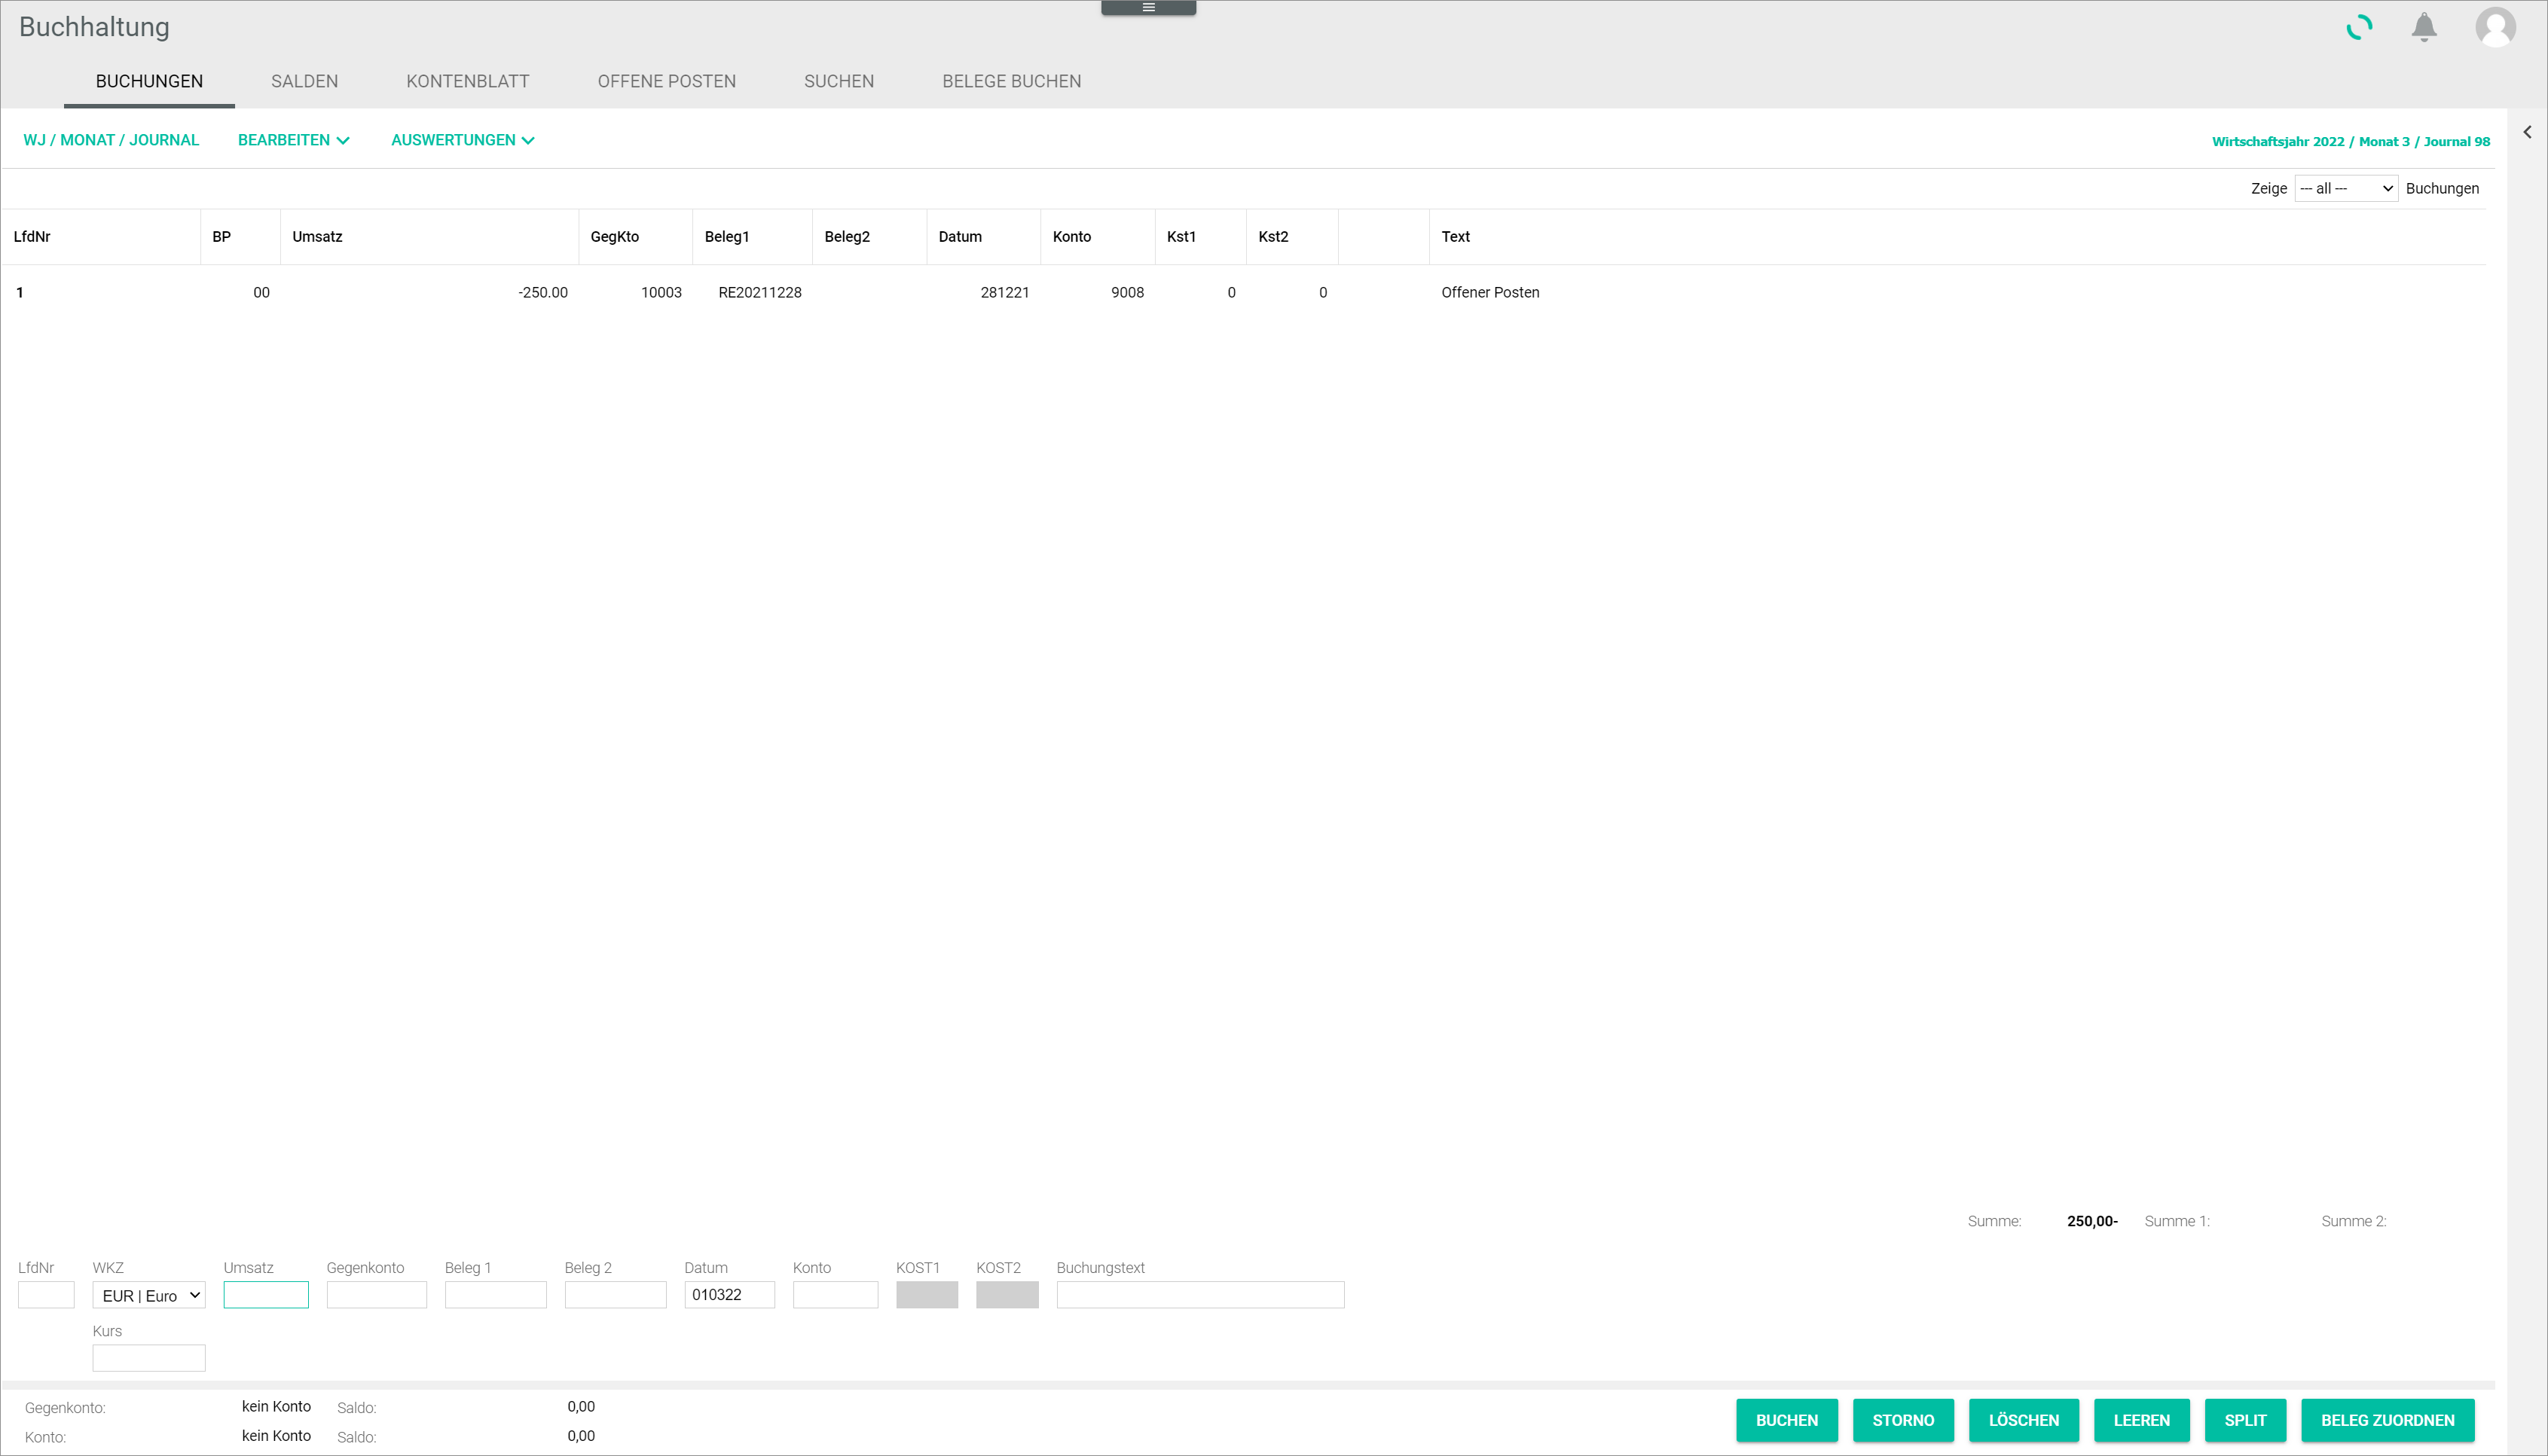 Buchhaltung
BUCHUNGEN SALDEN KONTENBLATT OFFENE POSTEN SUCHEN BELEGE BUCHEN
WJ / MONAT / JOURNAL BEARBEITEN AUSWERTUNGEN Wirtschaftsjahr 2022 / Monat 3 / Journal 98
Zeige --- all --- Buchungen
LfdNr BP Umsatz GegKto Beleg1 Beleg2 Datum Konto Kst1 Kst2 Text
1 00 -250.00 10003 RE20211228 281221 9008 0 0 Offener Posten
Summe: 250,00- Summe 1: Summe 2:
LfdNr WKZ Umsatz Gegenkonto Beleg 1 Beleg 2 Datum Konto KOST1 KOST2 Buchungstext
EUR | Euro 010322
Kurs
Gegenkonto: kein Konto Saldo: 0,00
Konto: kein Konto Saldo: 0,00
BUCHEN STORNO LÖSCHEN LEEREN SPLIT BELEG ZUORDNEN